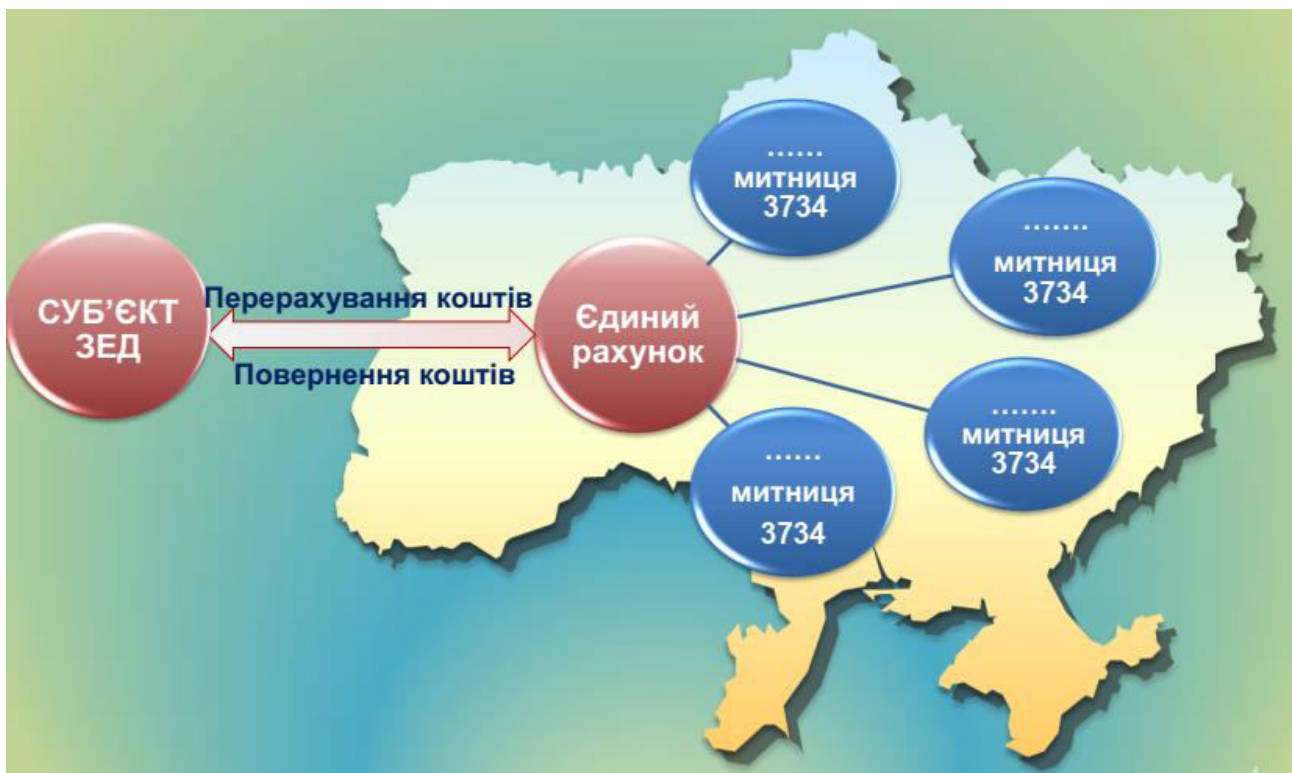 СУБ’ЄКТ
ЗЕД
Перерахування коштів
Повернення коштів
Єдиний
рахунок
......
митниця
3734
.......
митниця
3734
.......
митниця
3734
......
митниця
3734